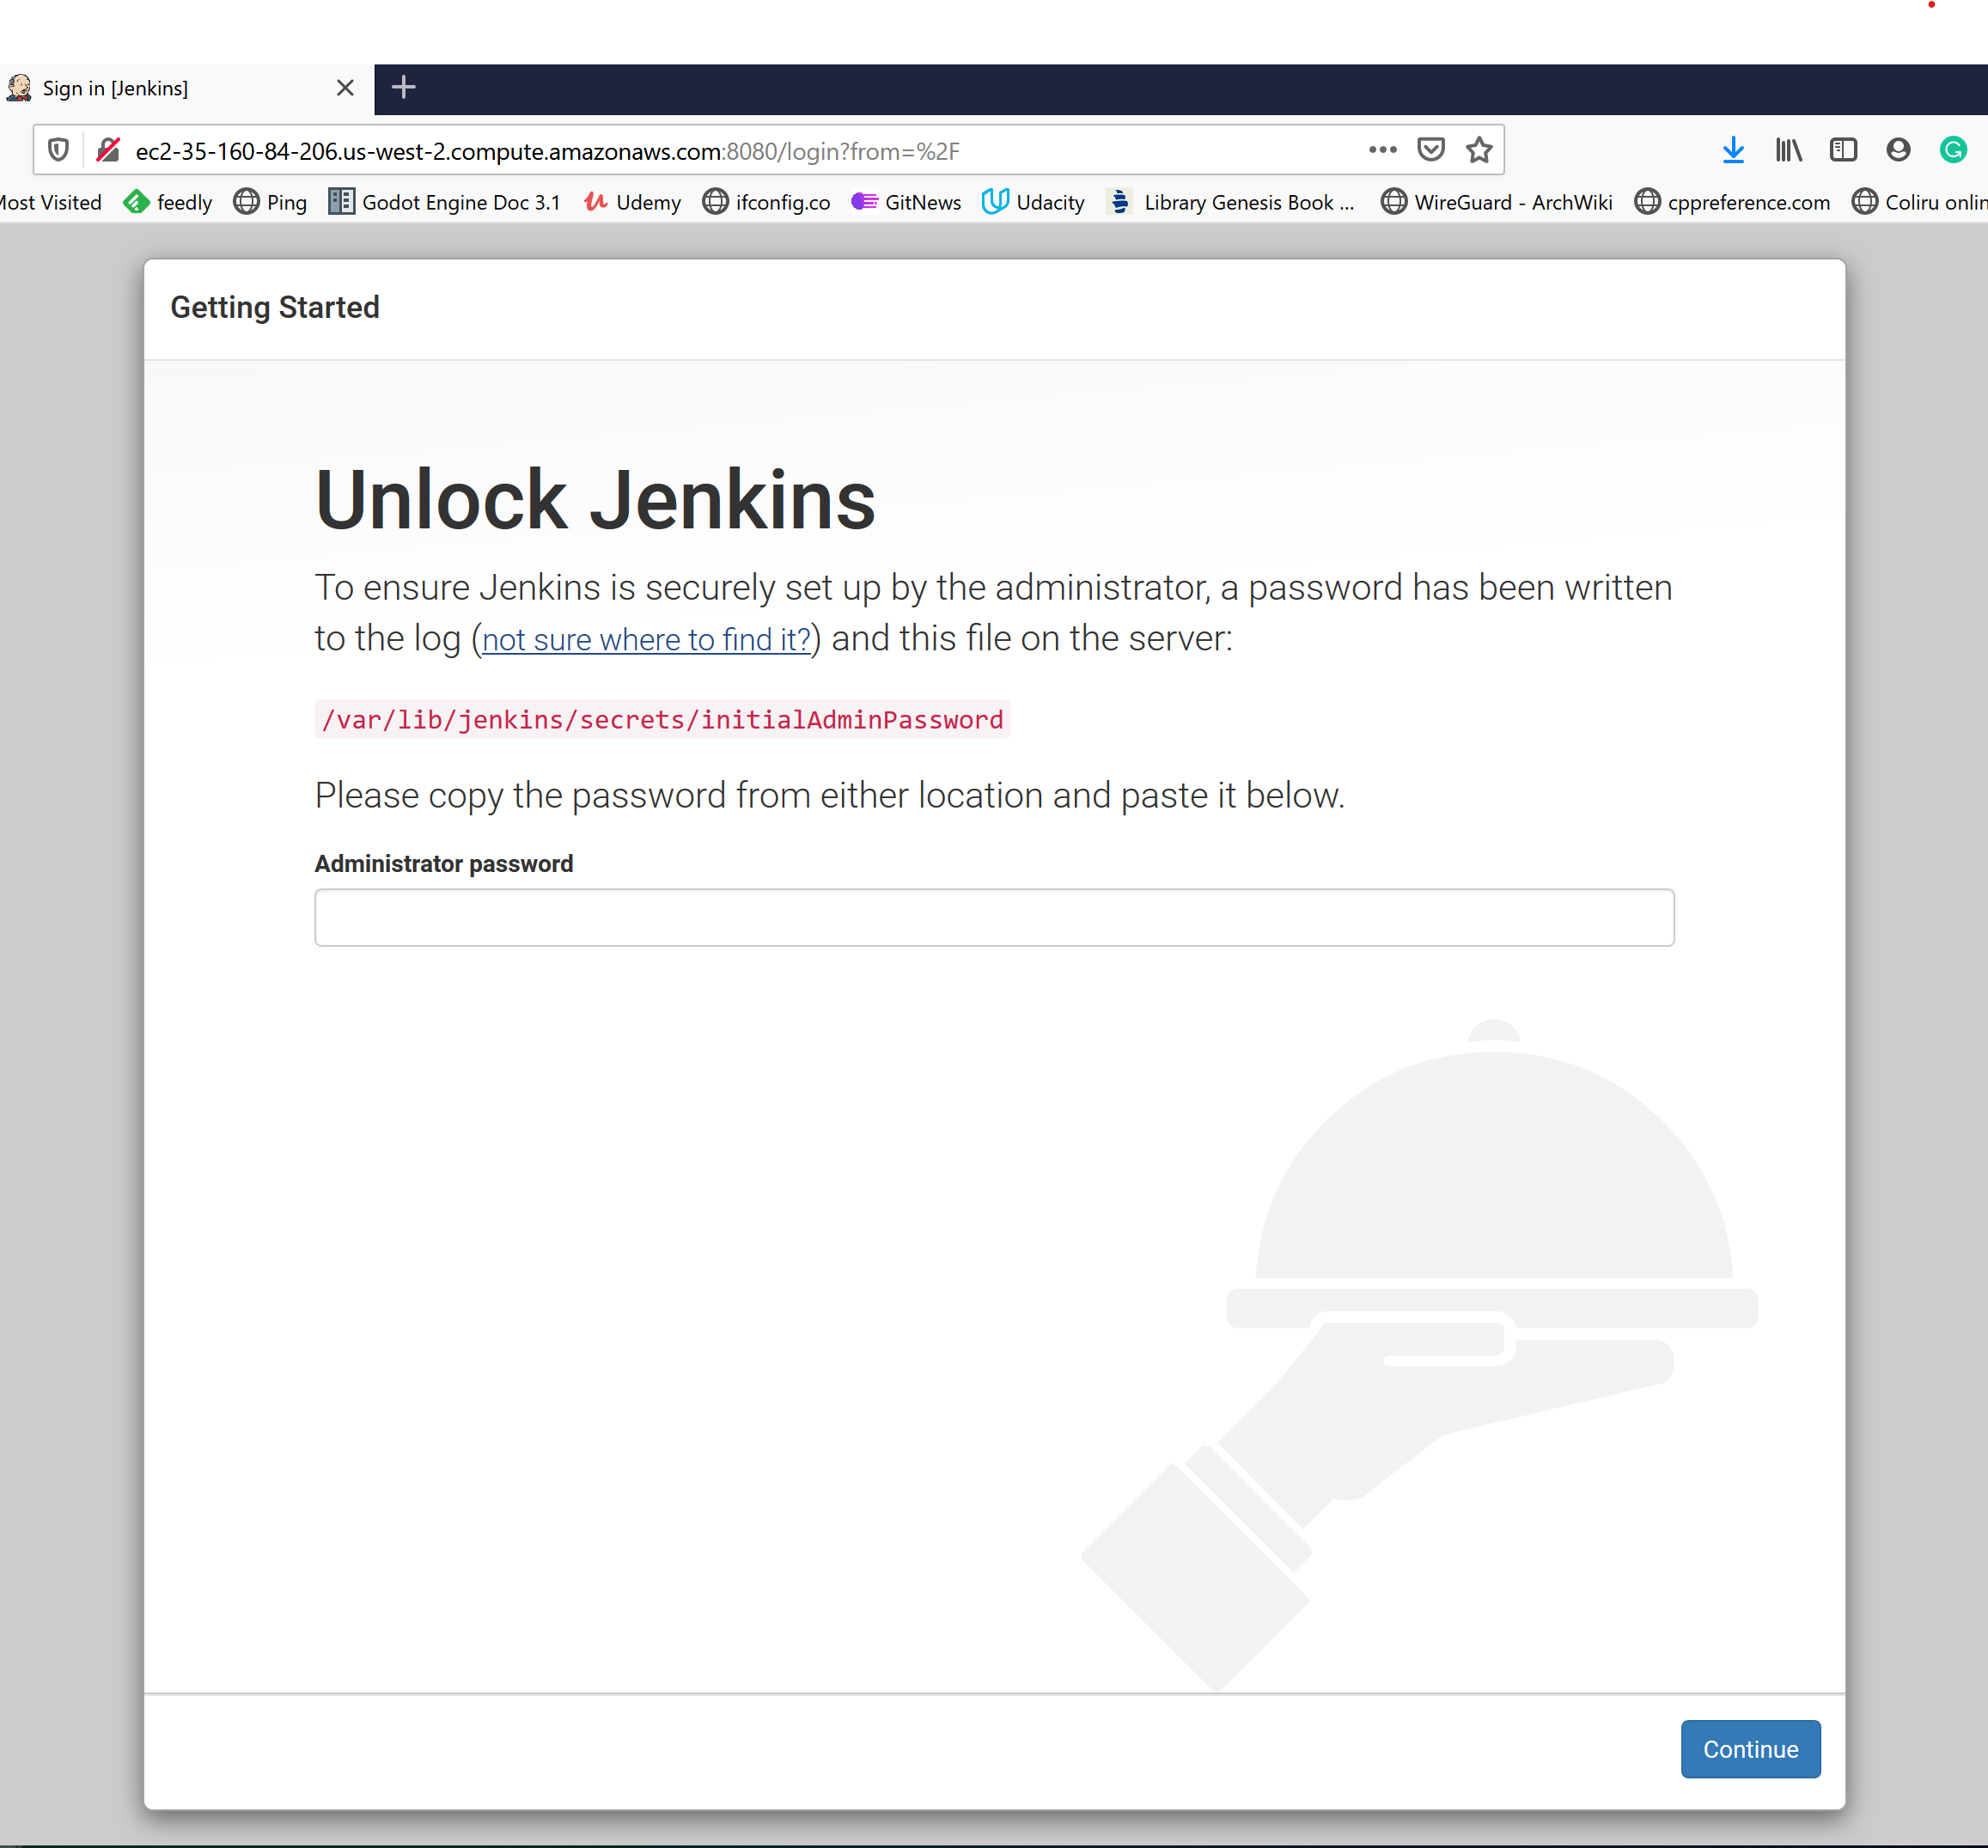 Sign in [Jenkins]
ec2-35-160-84-206.us-west-2.compute.amazonaws.com:8080/login?from=%2F
Most Visited feedly Ping Godot Engine Doc 3.1 Udemy ifconfig.co GitNews Udacity Library Genesis Book ... WireGuard - ArchWiki cppreference.com Coliru onlin
Getting Started
Unlock Jenkins
To ensure Jenkins is securely set up by the administrator, a password has been written
to the log (not sure where to find it?) and this file on the server:
/var/lib/jenkins/secrets/initialAdminPassword
Please copy the password from either location and paste it below.
Administrator password
Continue